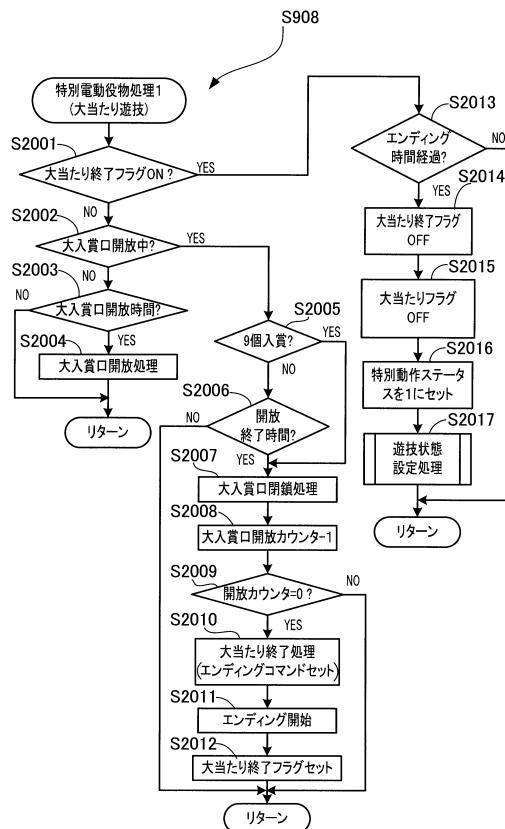 S908
特別電動役物処理1
(大当たり遊技)
S2001
大当たり終了フラグON?
YES
NO
S2002
大入賞口開放中?
YES
NO
S2003
大入賞口開放時間?
NO
YES
S2004
大入賞口開放処理
リターン
S2005
9個入賞?
YES
NO
S2006
開放
終了時間?
NO
YES
S2007
大入賞口閉鎖処理
S2008
大入賞口開放カウンター1
S2009
開放カウンタ=0?
NO
YES
S2010
大当たり終了処理
(エンディングコマンドセット)
S2011
エンディング開始
S2012
大当たり終了フラグセット
リターン
S2013
エンディング
時間経過?
NO
YES
S2014
大当たり終了フラグ
OFF
S2015
大当たりフラグ
OFF
S2016
特別動作ステータ
スを1にセット
S2017
遊技状態
設定処理
リターン